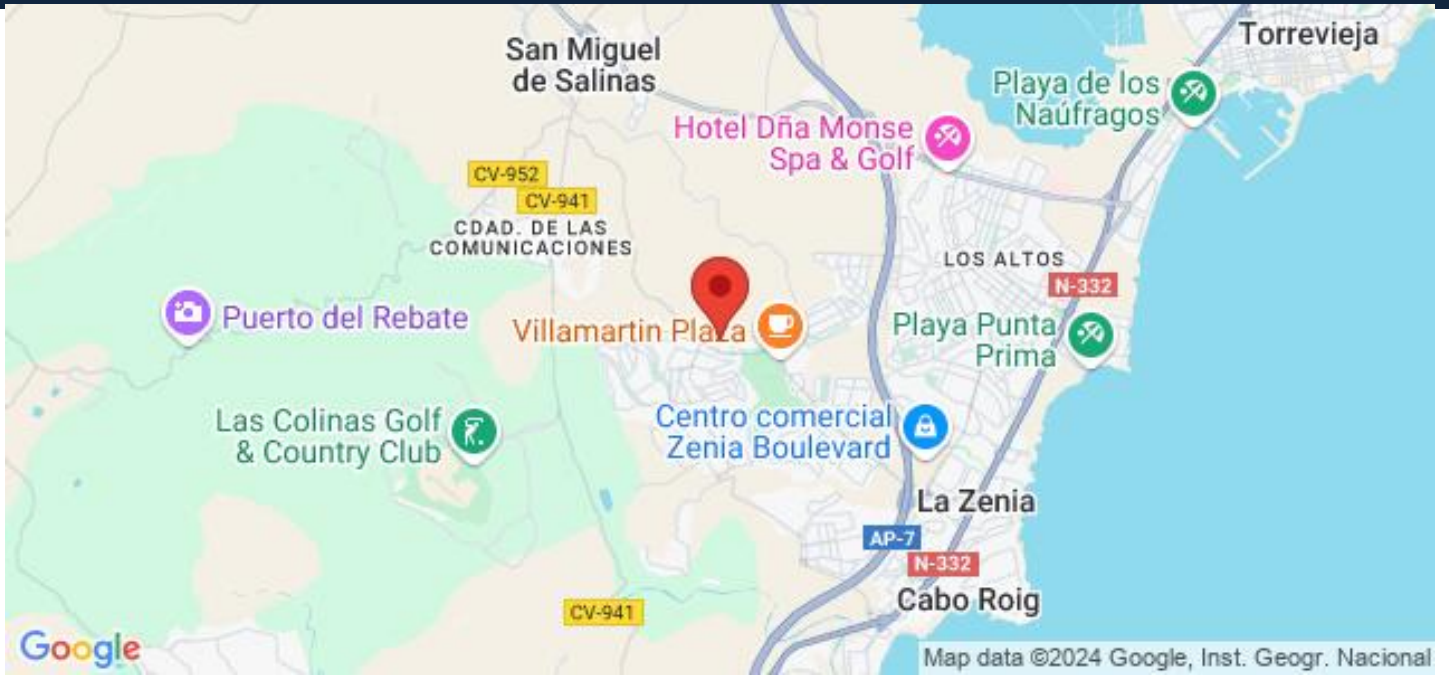 Torrevieja
San Miguel
de Salinas
Playa de los
Naúfragos
Hotel Dña Monse
Spa & Golf
CV-952
CV-941
CDAD. DE LAS
COMUNICACIONES
LOS ALTOS
N-332
Puerto del Rebate
Villamartin Plaza
Playa Punta
Prima
Las Colinas Golf
& Country Club
Centro comercial
Zenia Boulevard
La Zenia
AP-7
N-332
Cabo Roig
CV-941
Google
Map data ©2024 Google, Inst. Geogr. Nacional